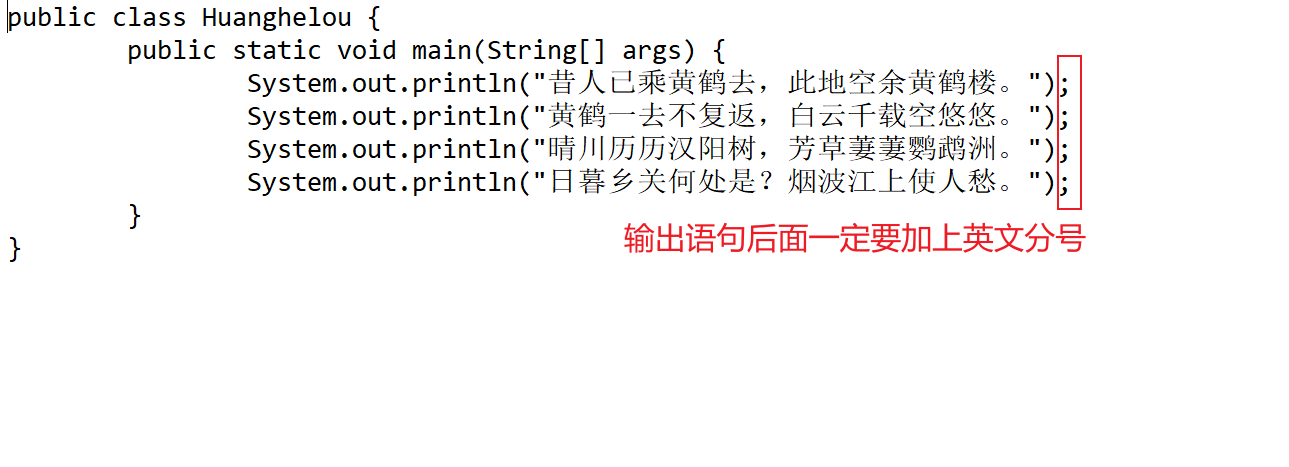 public class Huanghelou {
public static void main(String[] args) {
System.out.println("昔人已乘黄鹤去，此地空余黄鹤楼。");
System.out.println("黄鹤一去不复返，白云千载空悠悠。");
System.out.println("晴川历历汉阳树，芳草萋萋鹦鹉洲。");
System.out.println("日暮乡关何处是？烟波江上使人愁。");
}
输出语句后面一定要加上英文分号
}